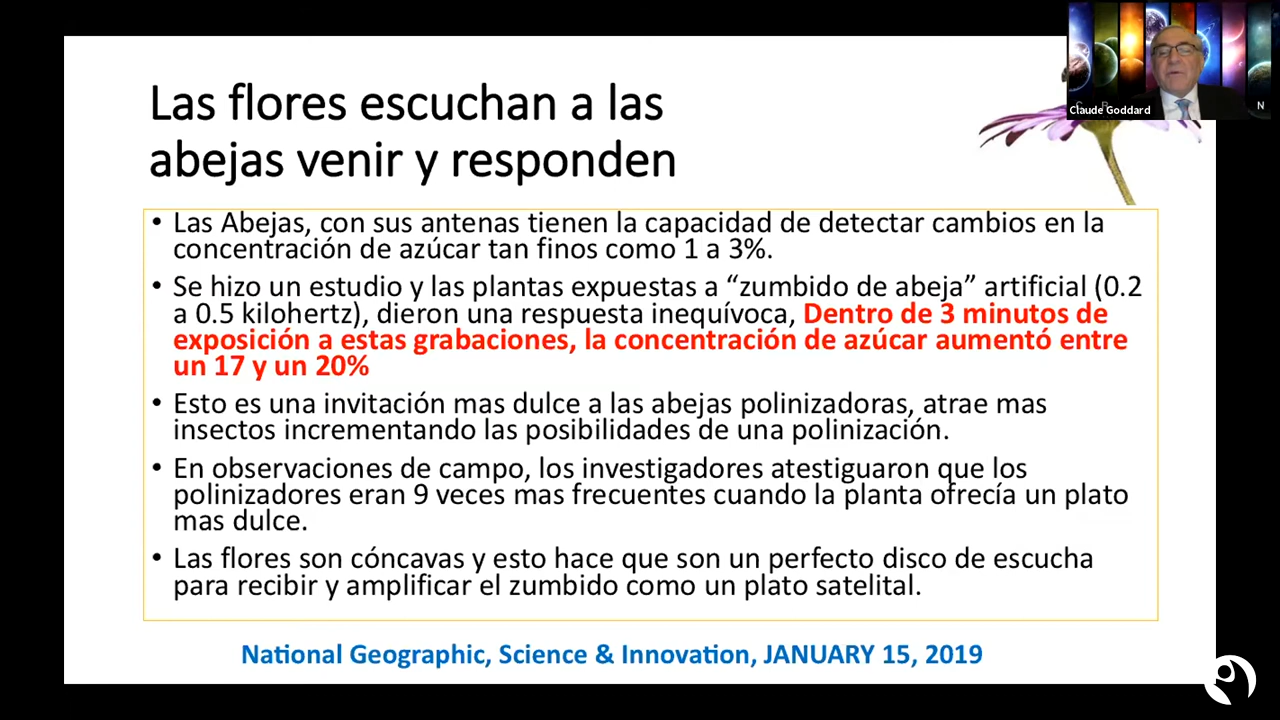 Las flores escuchan a las
abejas venir y responden
Claude Goddard
N
• Las Abejas, con sus antenas tienen la capacidad de detectar cambios en la
concentración de azúcar tan finos como 1 a 3%.
• Se hizo un estudio y las plantas expuestas a “zumbido de abeja” artificial (0.2
a 0.5 kilohertz), dieron una respuesta inequívoca, Dentro de 3 minutos de
exposición a estas grabaciones, la concentración de azúcar aumentó entre
un 17 y un 20%
• Esto es una invitación mas dulce a las abejas polinizadoras, atrae mas
insectos incrementando las posibilidades de una polinización.
• En observaciones de campo, los investigadores atestiguaron que los
polinizadores eran 9 veces mas frecuentes cuando la planta ofrecía un plato
mas dulce.
• Las flores son cóncavas y esto hace que son un perfecto disco de escucha
para recibir y amplificar el zumbido como un plato satelital.
National Geographic, Science & Innovation, JANUARY 15, 2019